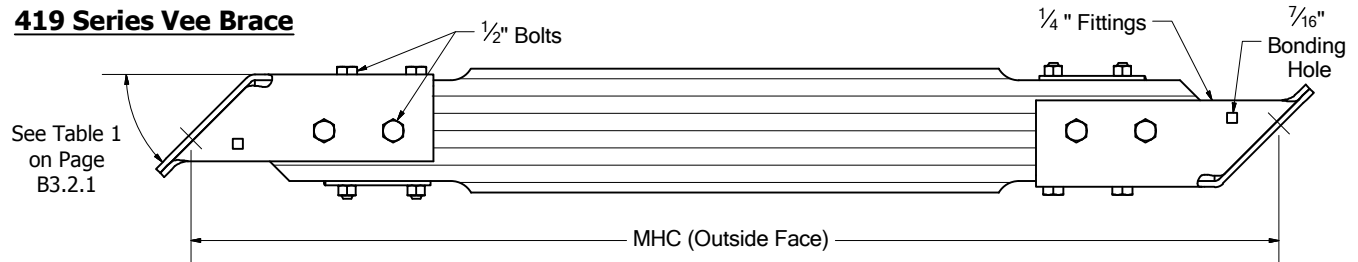 419 Series Vee Brace
½" Bolts
¼ " Fittings
⁷⁄₁₆"
Bonding
Hole
See Table 1
on Page
B3.2.1
MHC (Outside Face)